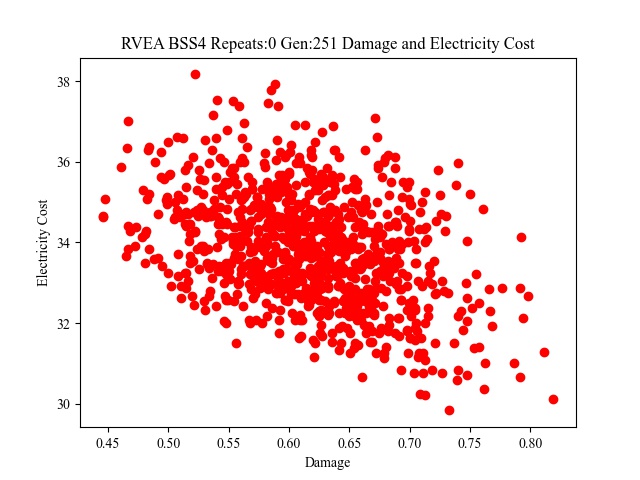 RVEA BSS4 Repeats:0 Gen:251 Damage and Electricity Cost
38
36
34
32
30
Electricity Cost
0.45 0.50 0.55 0.60 0.65 0.70 0.75 0.80
Damage